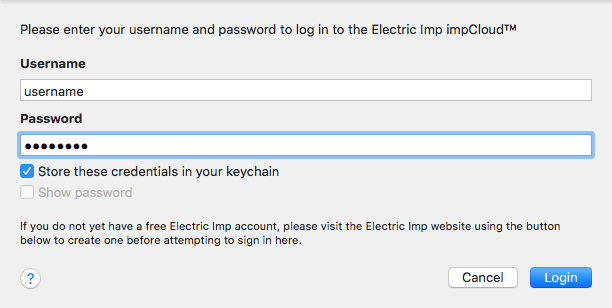 Please enter your username and password to log in to the Electric Imp impCloud™
Username
username
Password
••••••••
Store these credentials in your keychain
Show password
If you do not yet have a free Electric Imp account, please visit the Electric Imp website using the button
below to create one before attempting to sign in here.
? Cancel Login